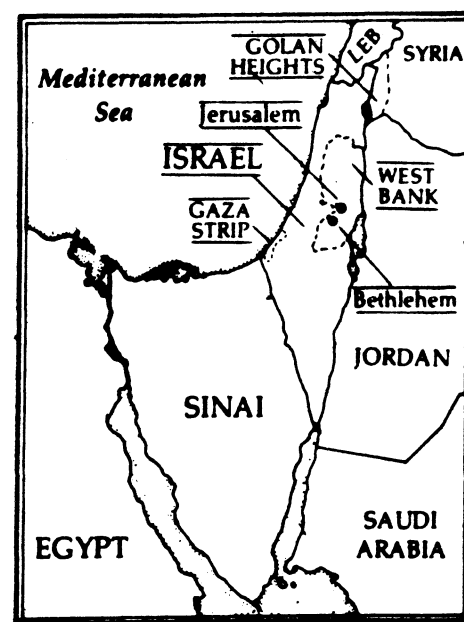 GOLAN
HEIGHTS
LEB
SYRIA
Mediterranean
Sea
Jerusalem
ISRAEL
WEST
BANK
GAZA
STRIP
Bethlehem
JORDAN
SINAI
EGYPT
SAUDI
ARABIA